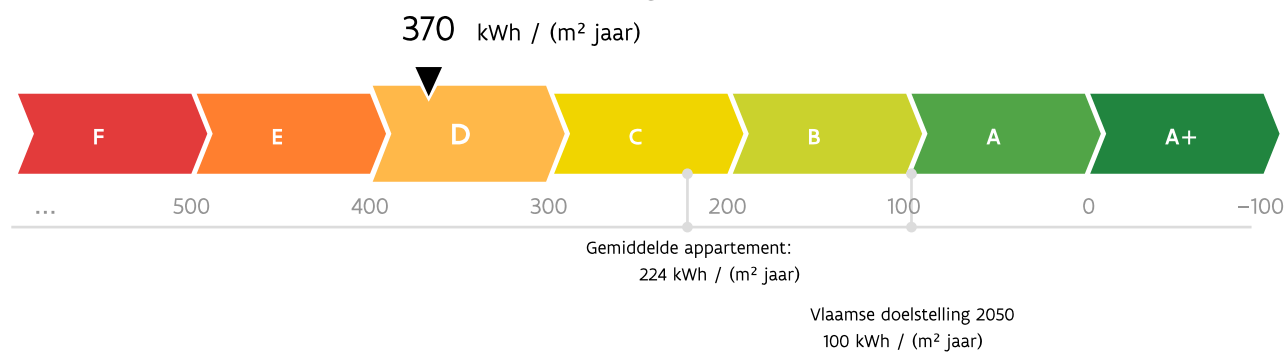 370 kWh / (m² jaar)
F E D C B A A+
... 500 400 300 200 100 0 −100
Gemiddelde appartement:
224 kWh / (m² jaar)
Vlaamse doelstelling 2050
100 kWh / (m² jaar)